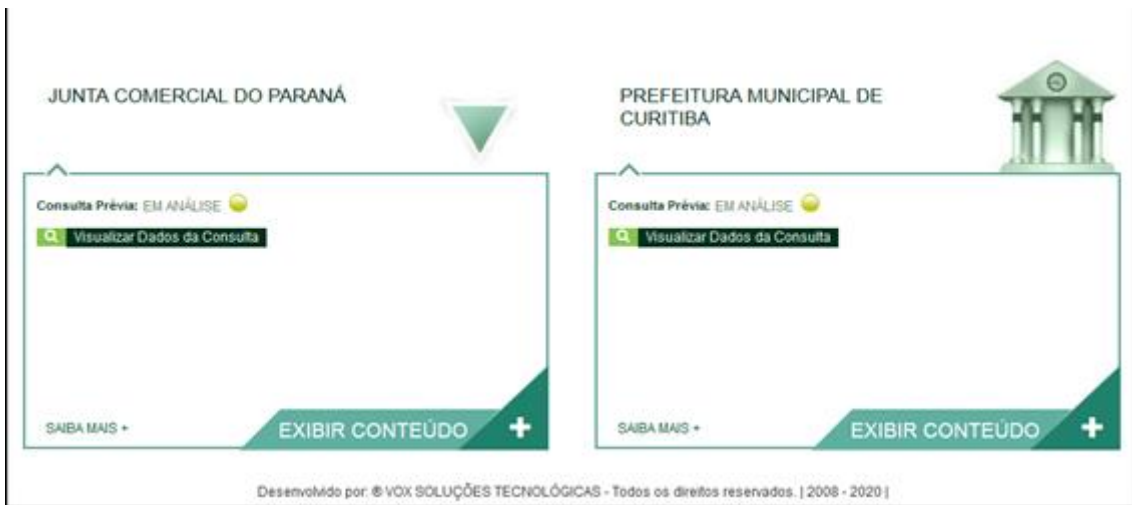 JUNTA COMERCIAL DO PARANÁ
Consulta Prévia: EM ANÁLISE
Visualizar Dados da Consulta
SAIBA MAIS +
EXIBIR CONTEÚDO +
PREFEITURA MUNICIPAL DE
CURITIBA
Consulta Prévia: EM ANÁLISE
Visualizar Dados da Consulta
SAIBA MAIS +
EXIBIR CONTEÚDO +
Desenvolvido por: ® VOX SOLUÇÕES TECNOLÓGICAS - Todos os direitos reservados. | 2008 - 2020 |